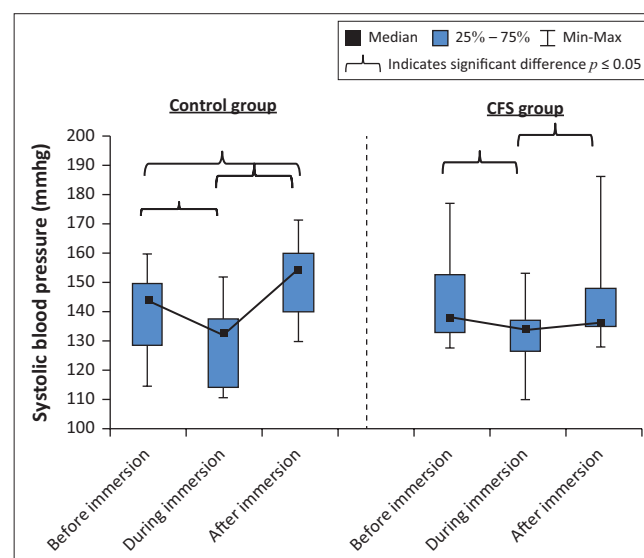 Median 25% – 75% Min-Max
Indicates significant difference p ≤ 0.05
Control group CFS group
Systolic blood pressure (mmhg)
200
190
180
170
160
150
140
130
120
110
100
Before immersion
During immersion
After immersion
Before immersion
During immersion
After immersion